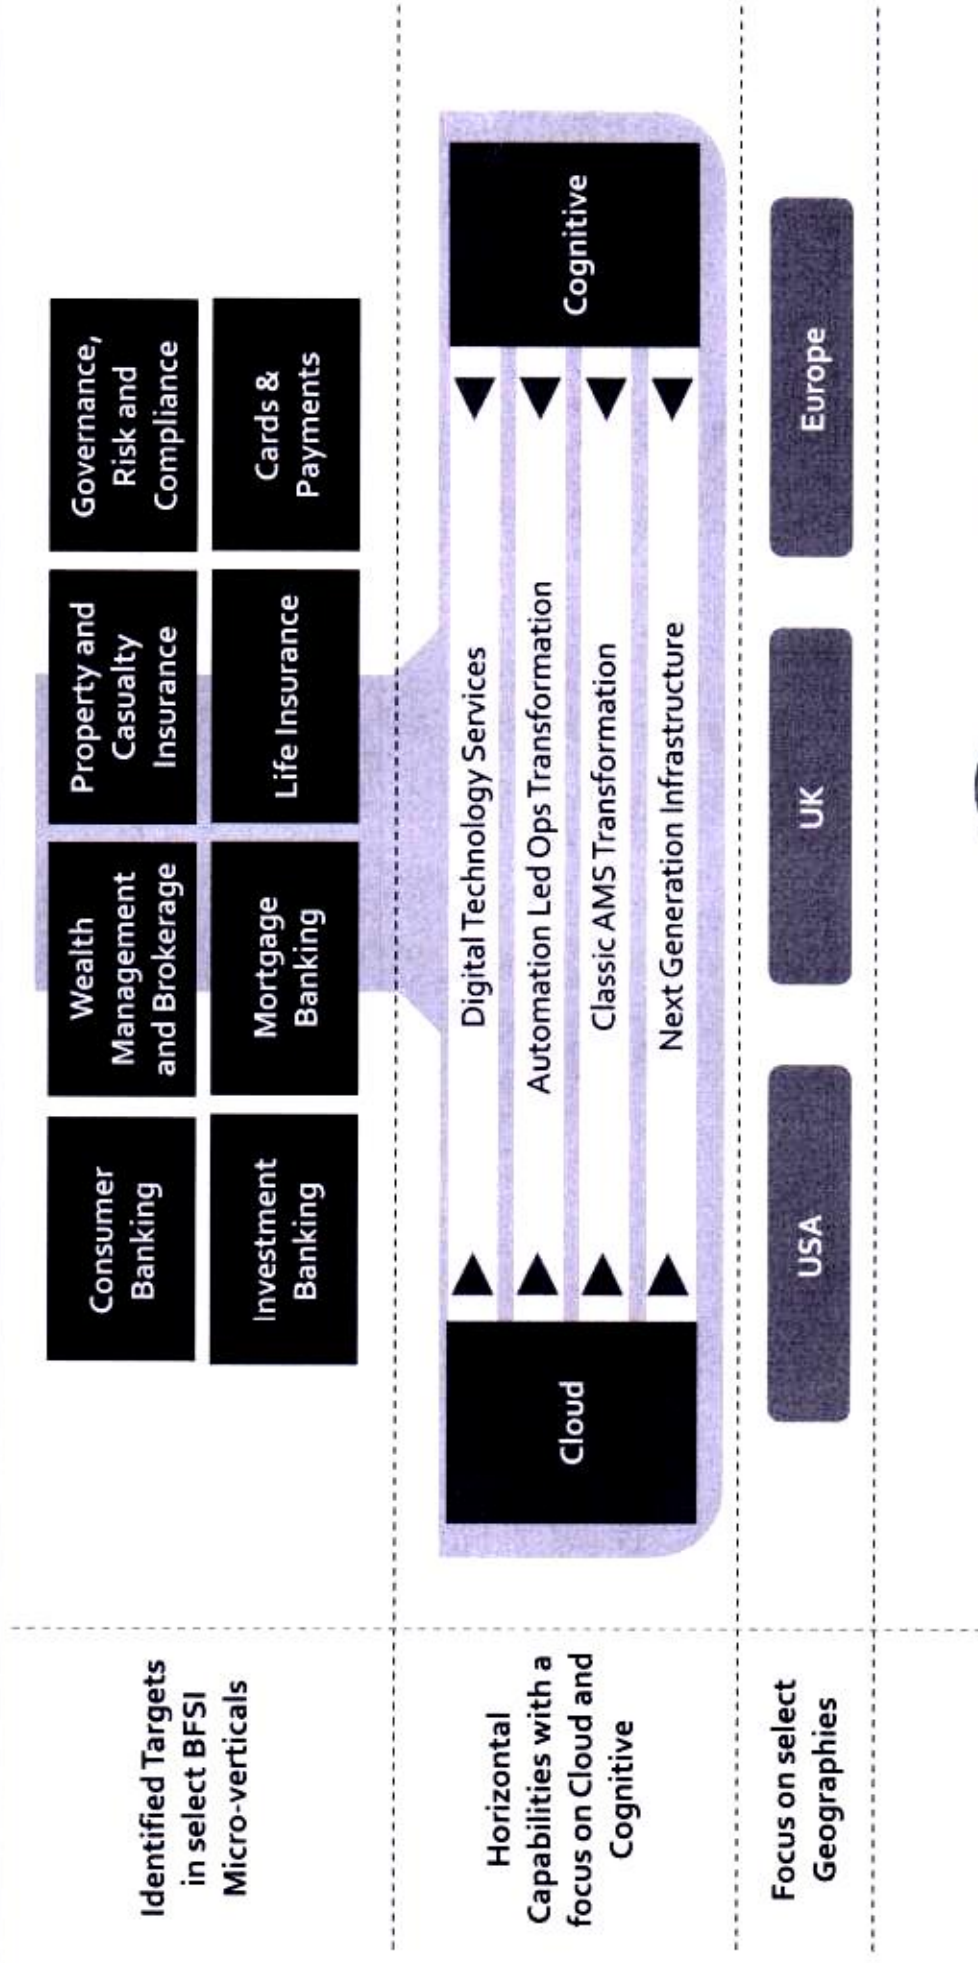 Identified Targets
in select BFSI
Micro-verticals
Consumer
Banking
Wealth
Management
and Brokerage
Property and
Casualty
Insurance
Governance,
Risk and
Compliance
Investment
Banking
Mortgage
Banking
Life Insurance
Cards &
Payments
Horizontal
Capabilities with a
focus on Cloud and
Cognitive
Cloud
Digital Technology Services
Automation Led Ops Transformation
Classic AMS Transformation
Next Generation Infrastructure
Cognitive
Focus on select
Geographies
USA
UK
Europe